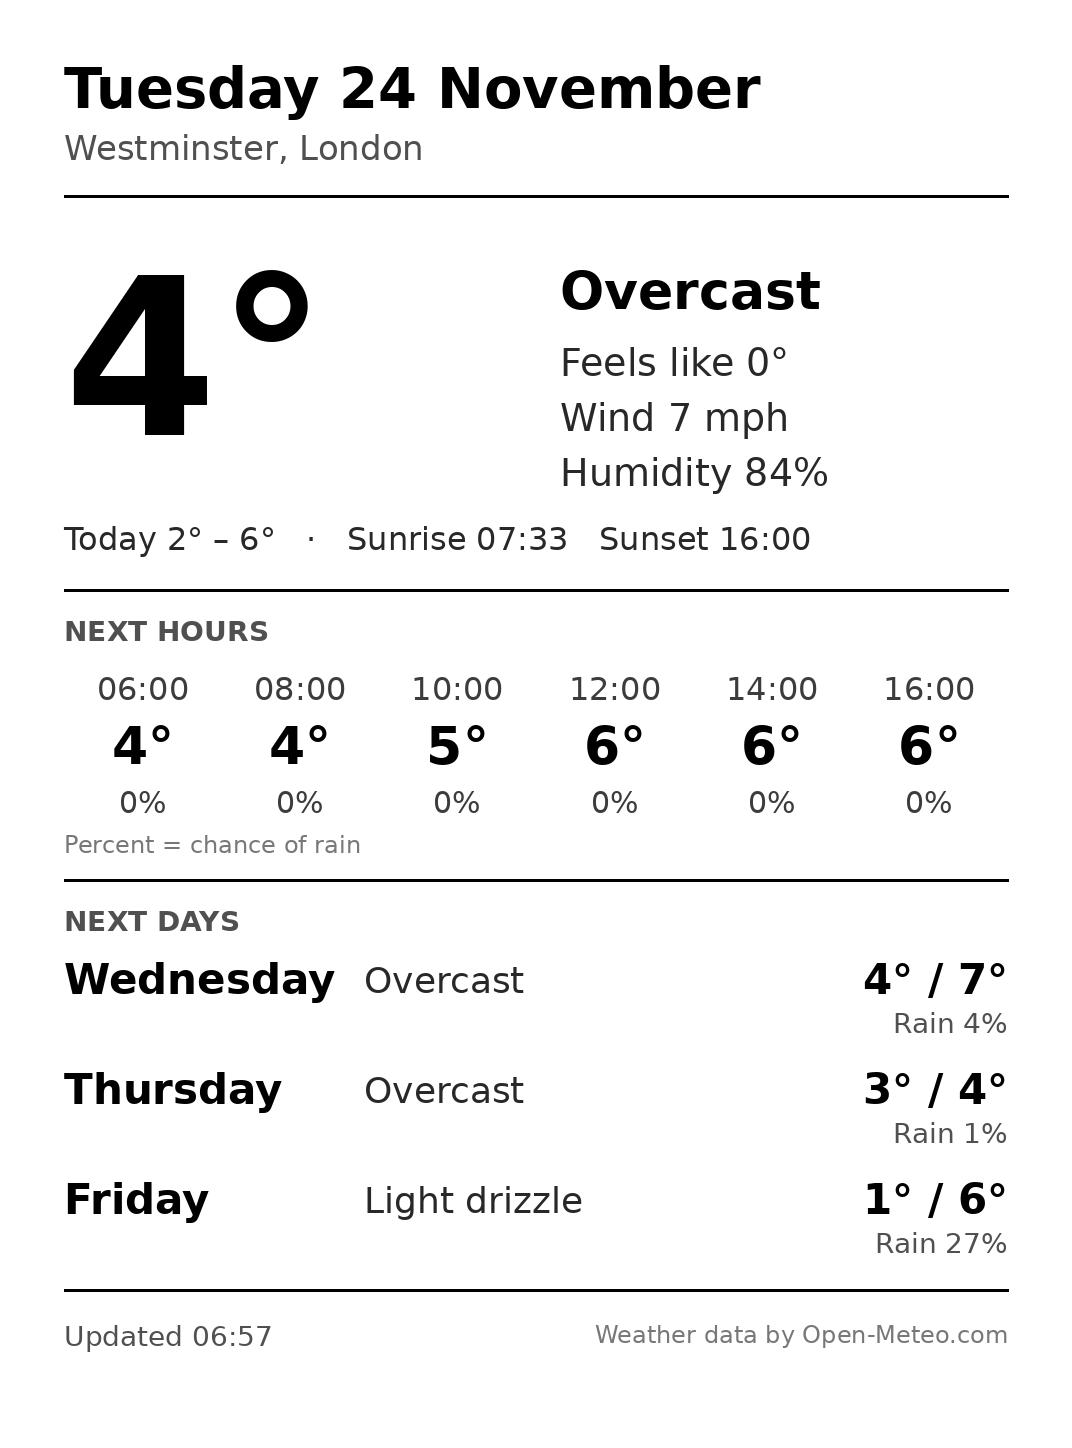 Tuesday 24 November
Westminster, London
4°
Overcast
Feels like 0°
Wind 7 mph
Humidity 84%
Today 2° – 6° · Sunrise 07:33 Sunset 16:00
NEXT HOURS
06:00 08:00 10:00 12:00 14:00 16:00
4° 4° 5° 6° 6° 6°
0% 0% 0% 0% 0% 0%
Percent = chance of rain
NEXT DAYS
Wednesday Overcast 4° / 7°
Rain 4%
Thursday Overcast 3° / 4°
Rain 1%
Friday Light drizzle 1° / 6°
Rain 27%
Updated 06:57 Weather data by Open-Meteo.com